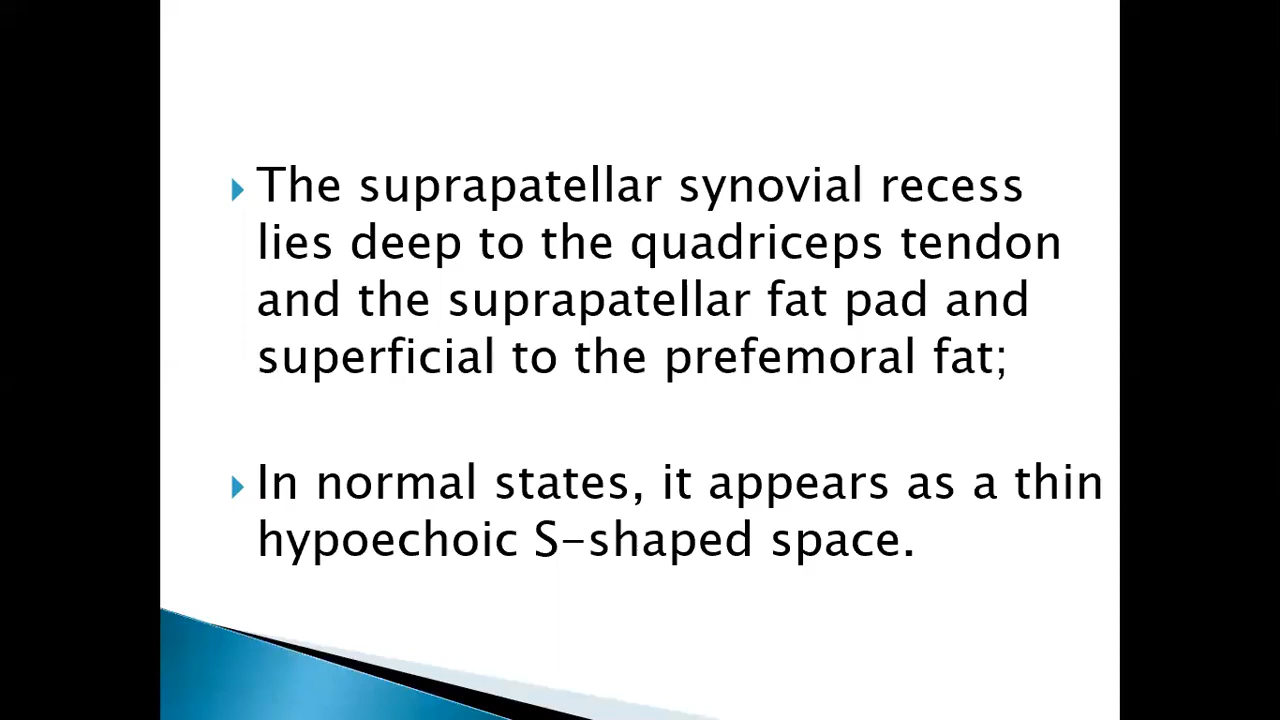 The suprapatellar synovial recess
lies deep to the quadriceps tendon
and the suprapatellar fat pad and
superficial to the prefemoral fat;
In normal states, it appears as a thin
hypoechoic S-shaped space.